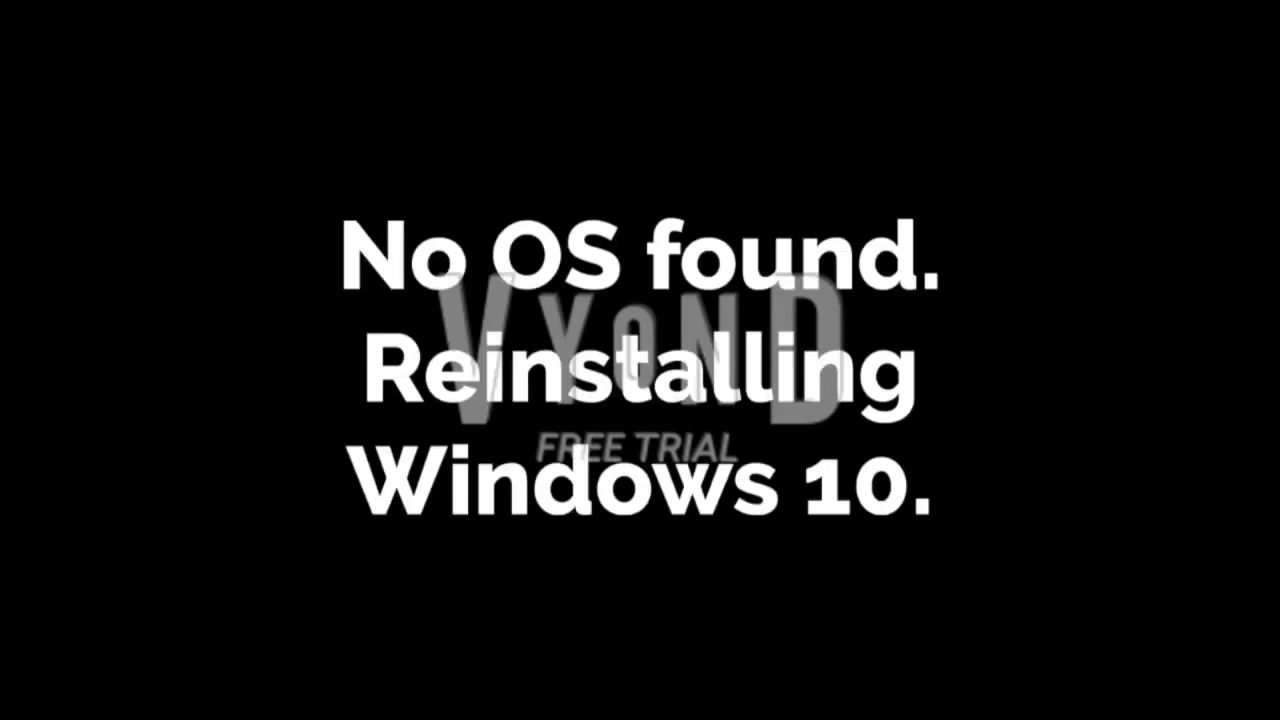 No OS found.
VYOND
Reinstalling
FREE TRIAL
Windows 10.